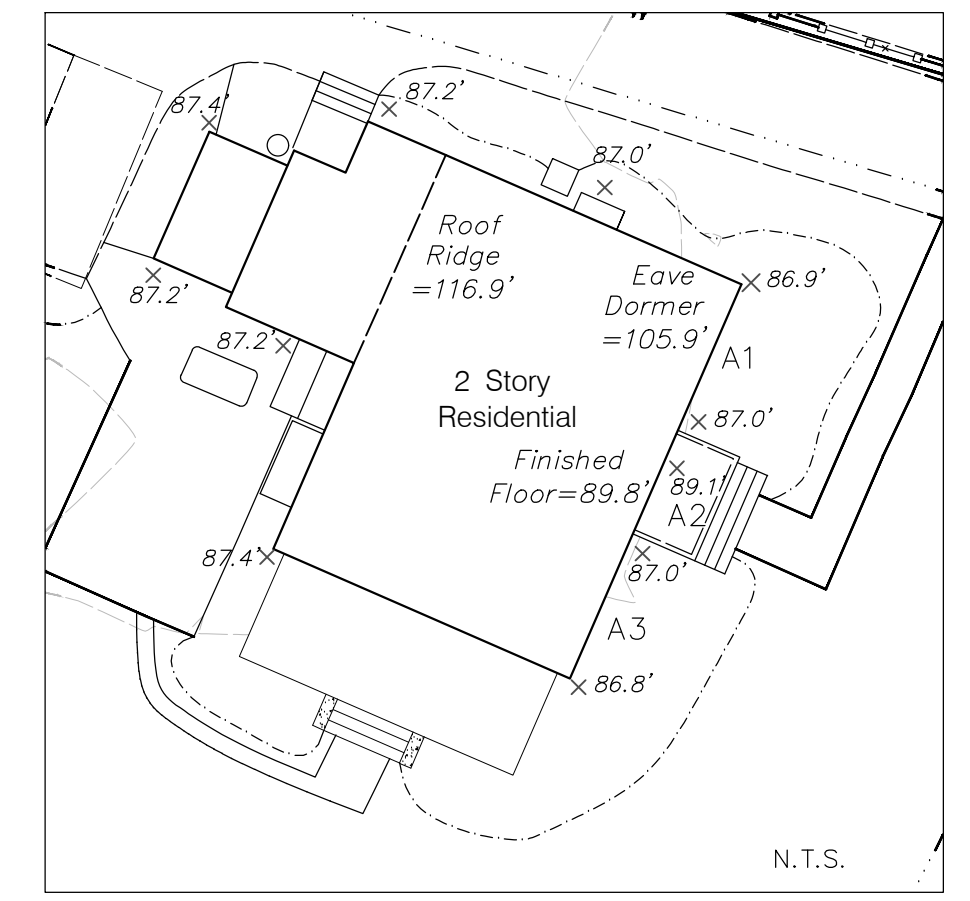 87.2'
87.4'
87.0'
Roof
Ridge
=116.9'
Eave
Dormer
=105.9'
86.9'
87.2'
87.2'
A1
2 Story
Residential
87.0'
Finished
Floor=89.8'
89.1'
A2
87.4'
87.0'
A3
86.8'
N.T.S.